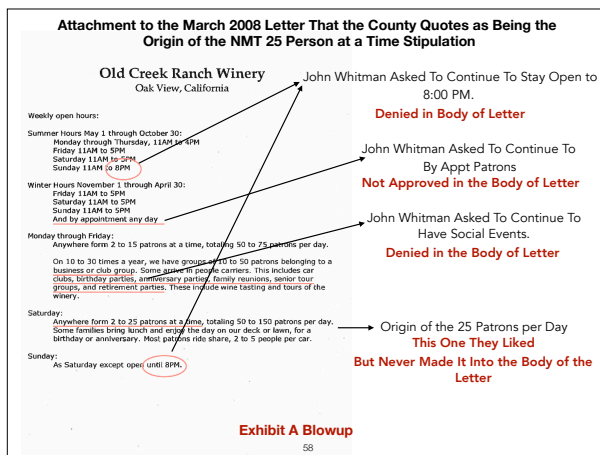 Attachment to the March 2008 Letter That the County Quotes as Being the
Origin of the NMT 25 Person at a Time Stipulation
Old Creek Ranch Winery
Oak View, California
Weekly open hours:
Summer Hours May 1 through October 30:
Monday through Thursday, 11AM to 4PM
Friday 11AM to 5PM
Saturday 11AM to 5PM
Sunday 11AM to 8PM
Winter Hours November 1 through April 30:
Friday 11AM to 5PM
Saturday 11AM to 5PM
Sunday 11AM to 5PM
And by appointment any day
Monday through Friday:
Anywhere form 2 to 15 patrons at a time, totaling 50 to 75 patrons per day.
On 10 to 30 times a year, we have groups of 10 to 50 patrons belonging to a
business or club group. Some arrive in people carriers. This includes car
clubs, birthday parties, anniversary parties, family reunions, senior tour
groups, and retirement parties. These include wine tasting and tours of the
winery.
Saturday:
Anywhere form 2 to 25 patrons at a time, totaling 50 to 150 patrons per day.
Some families bring lunch and enjoy the day on our deck or lawn, for a
birthday or anniversary. Most patrons ride share, 2 to 5 people per car.
Sunday:
As Saturday except open until 8PM.
John Whitman Asked To Continue To Stay Open to
8:00 PM.
Denied in Body of Letter
John Whitman Asked To Continue To
By Appt Patrons
Not Approved in the Body of Letter
John Whitman Asked To Continue To
Have Social Events.
Denied in the Body of Letter
Origin of the 25 Patrons per Day
This One They Liked
But Never Made It Into the Body of the
Letter
Exhibit A Blowup
58